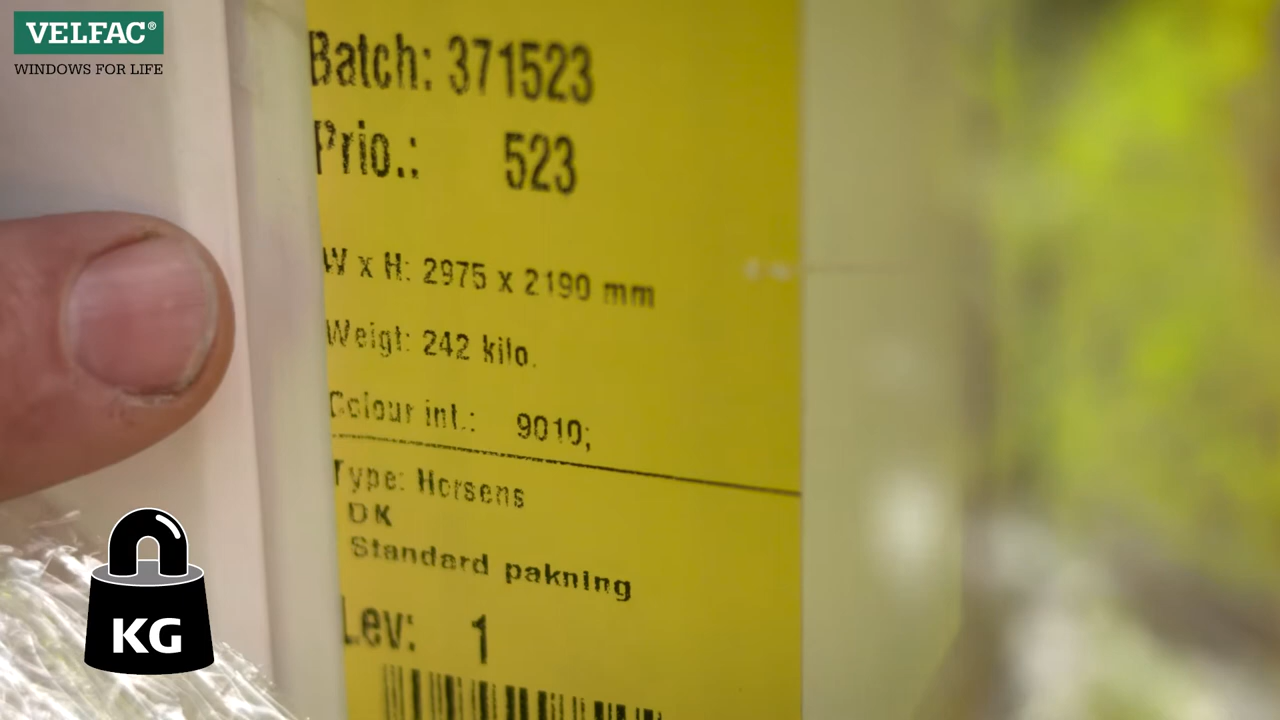 VELFAC®
WINDOWS FOR LIFE
Batch: 371523
Prio.: 523
W x H: 2975 x 2190 mm
Weigt: 242 kilo.
Colour int.: 9010;
Type: Horsens
DK
Standard pakning
Lev: 1
KG